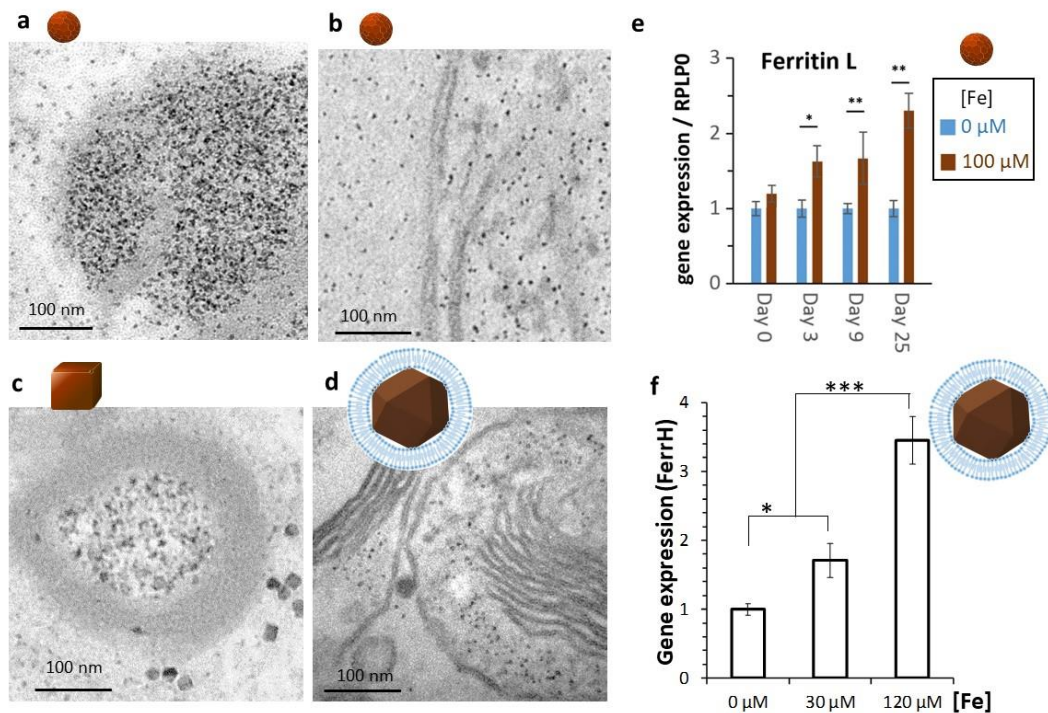 a
100 nm
b
100 nm
c
100 nm
d
100 nm
e
Ferritin L
gene expression / RPLP0
3
2
1
0
*
**
**
Day 0
Day 3
Day 9
Day 25
[Fe]
0 µM
100 µM
f
Gene expression (FerrH)
4
3
2
1
0
*
***
0 µM
30 µM
120 µM
[Fe]